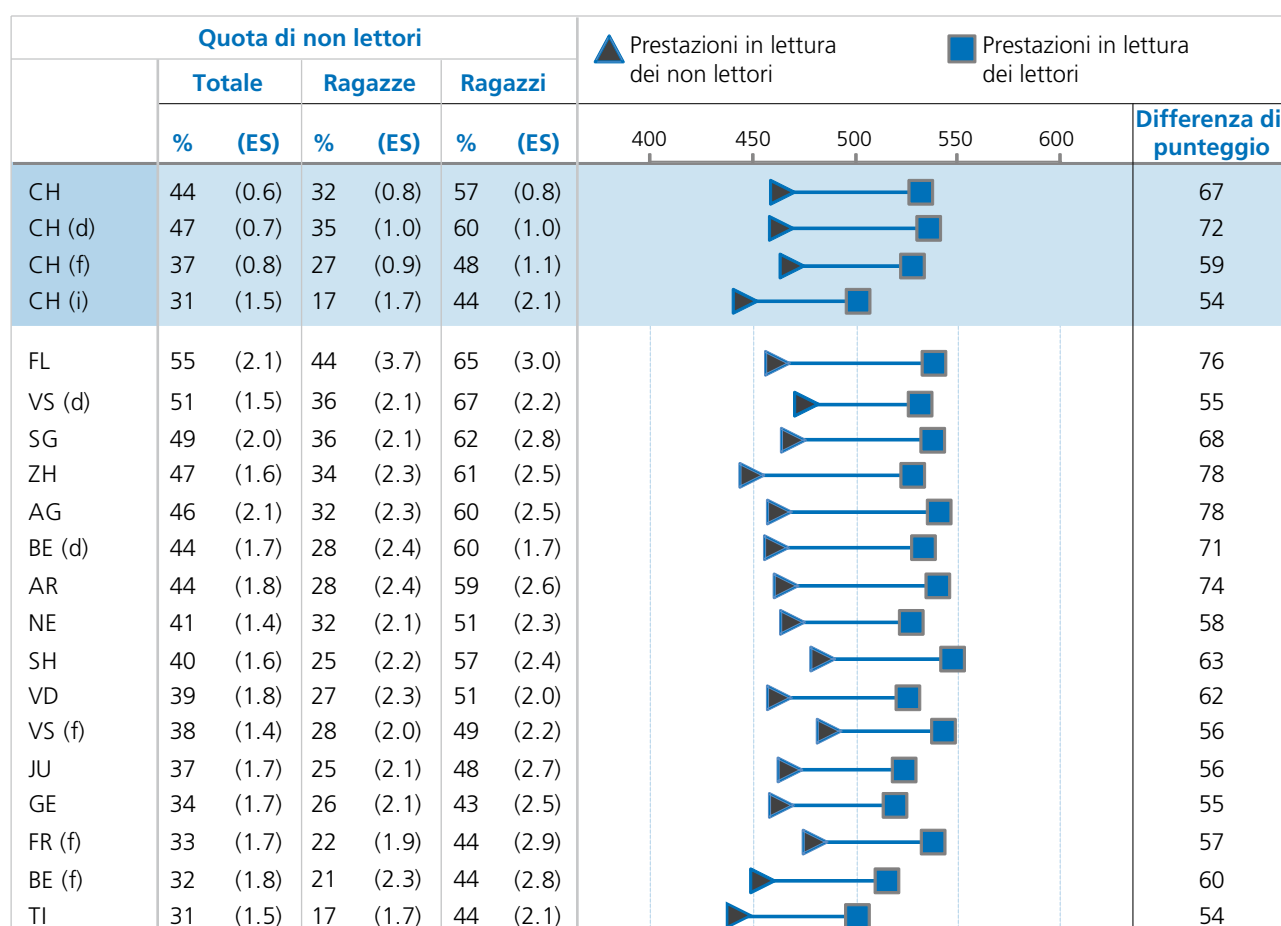 Quota di non lettori
Prestazioni in lettura dei non lettori
Prestazioni in lettura dei lettori
Totale Ragazze Ragazzi
% (ES) % (ES) % (ES) 400 450 500 550 600 Differenza di punteggio
CH 44 (0.6) 32 (0.8) 57 (0.8) 67
CH (d) 47 (0.7) 35 (1.0) 60 (1.0) 72
CH (f) 37 (0.8) 27 (0.9) 48 (1.1) 59
CH (i) 31 (1.5) 17 (1.7) 44 (2.1) 54
FL 55 (2.1) 44 (3.7) 65 (3.0) 76
VS (d) 51 (1.5) 36 (2.1) 67 (2.2) 55
SG 49 (2.0) 36 (2.1) 62 (2.8) 68
ZH 47 (1.6) 34 (2.3) 61 (2.5) 78
AG 46 (2.1) 32 (2.3) 60 (2.5) 78
BE (d) 44 (1.7) 28 (2.4) 60 (1.7) 71
AR 44 (1.8) 28 (2.4) 59 (2.6) 74
NE 41 (1.4) 32 (2.1) 51 (2.3) 58
SH 40 (1.6) 25 (2.2) 57 (2.4) 63
VD 39 (1.8) 27 (2.3) 51 (2.0) 62
VS (f) 38 (1.4) 28 (2.0) 49 (2.2) 56
JU 37 (1.7) 25 (2.1) 48 (2.7) 56
GE 34 (1.7) 26 (2.1) 43 (2.5) 55
FR (f) 33 (1.7) 22 (1.9) 44 (2.9) 57
BE (f) 32 (1.8) 21 (2.3) 44 (2.8) 60
TI 31 (1.5) 17 (1.7) 44 (2.1) 54